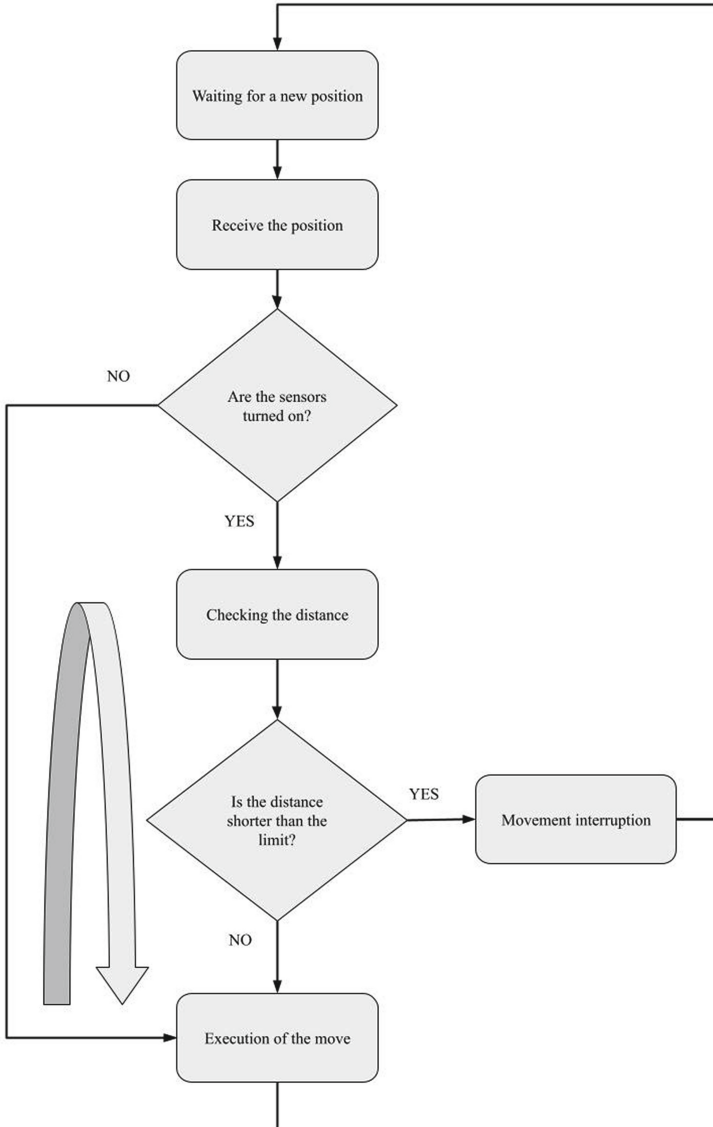 Waiting for a new position
Receive the position
NO
Are the sensors
turned on?
YES
Checking the distance
Is the distance
shorter than the
limit?
YES
Movement interruption
NO
Execution of the move